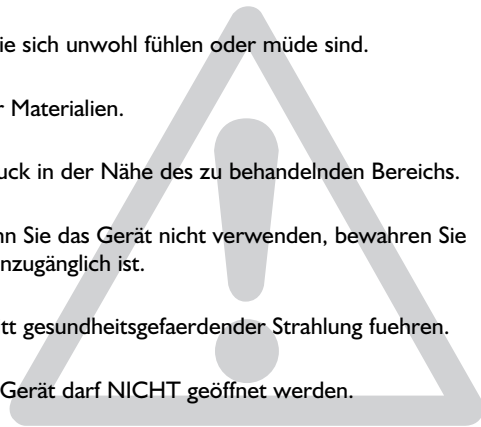 ie sich unwohl fühlen oder müde sind.
r Materialien.
uck in der Nähe des zu behandelnden Bereichs.
nn Sie das Gerät nicht verwenden, bewahren Sie
nzugänglich ist.
itt gesundheitsgefaerdender Strahlung fuehren.
Gerät darf NICHT geöffnet werden.